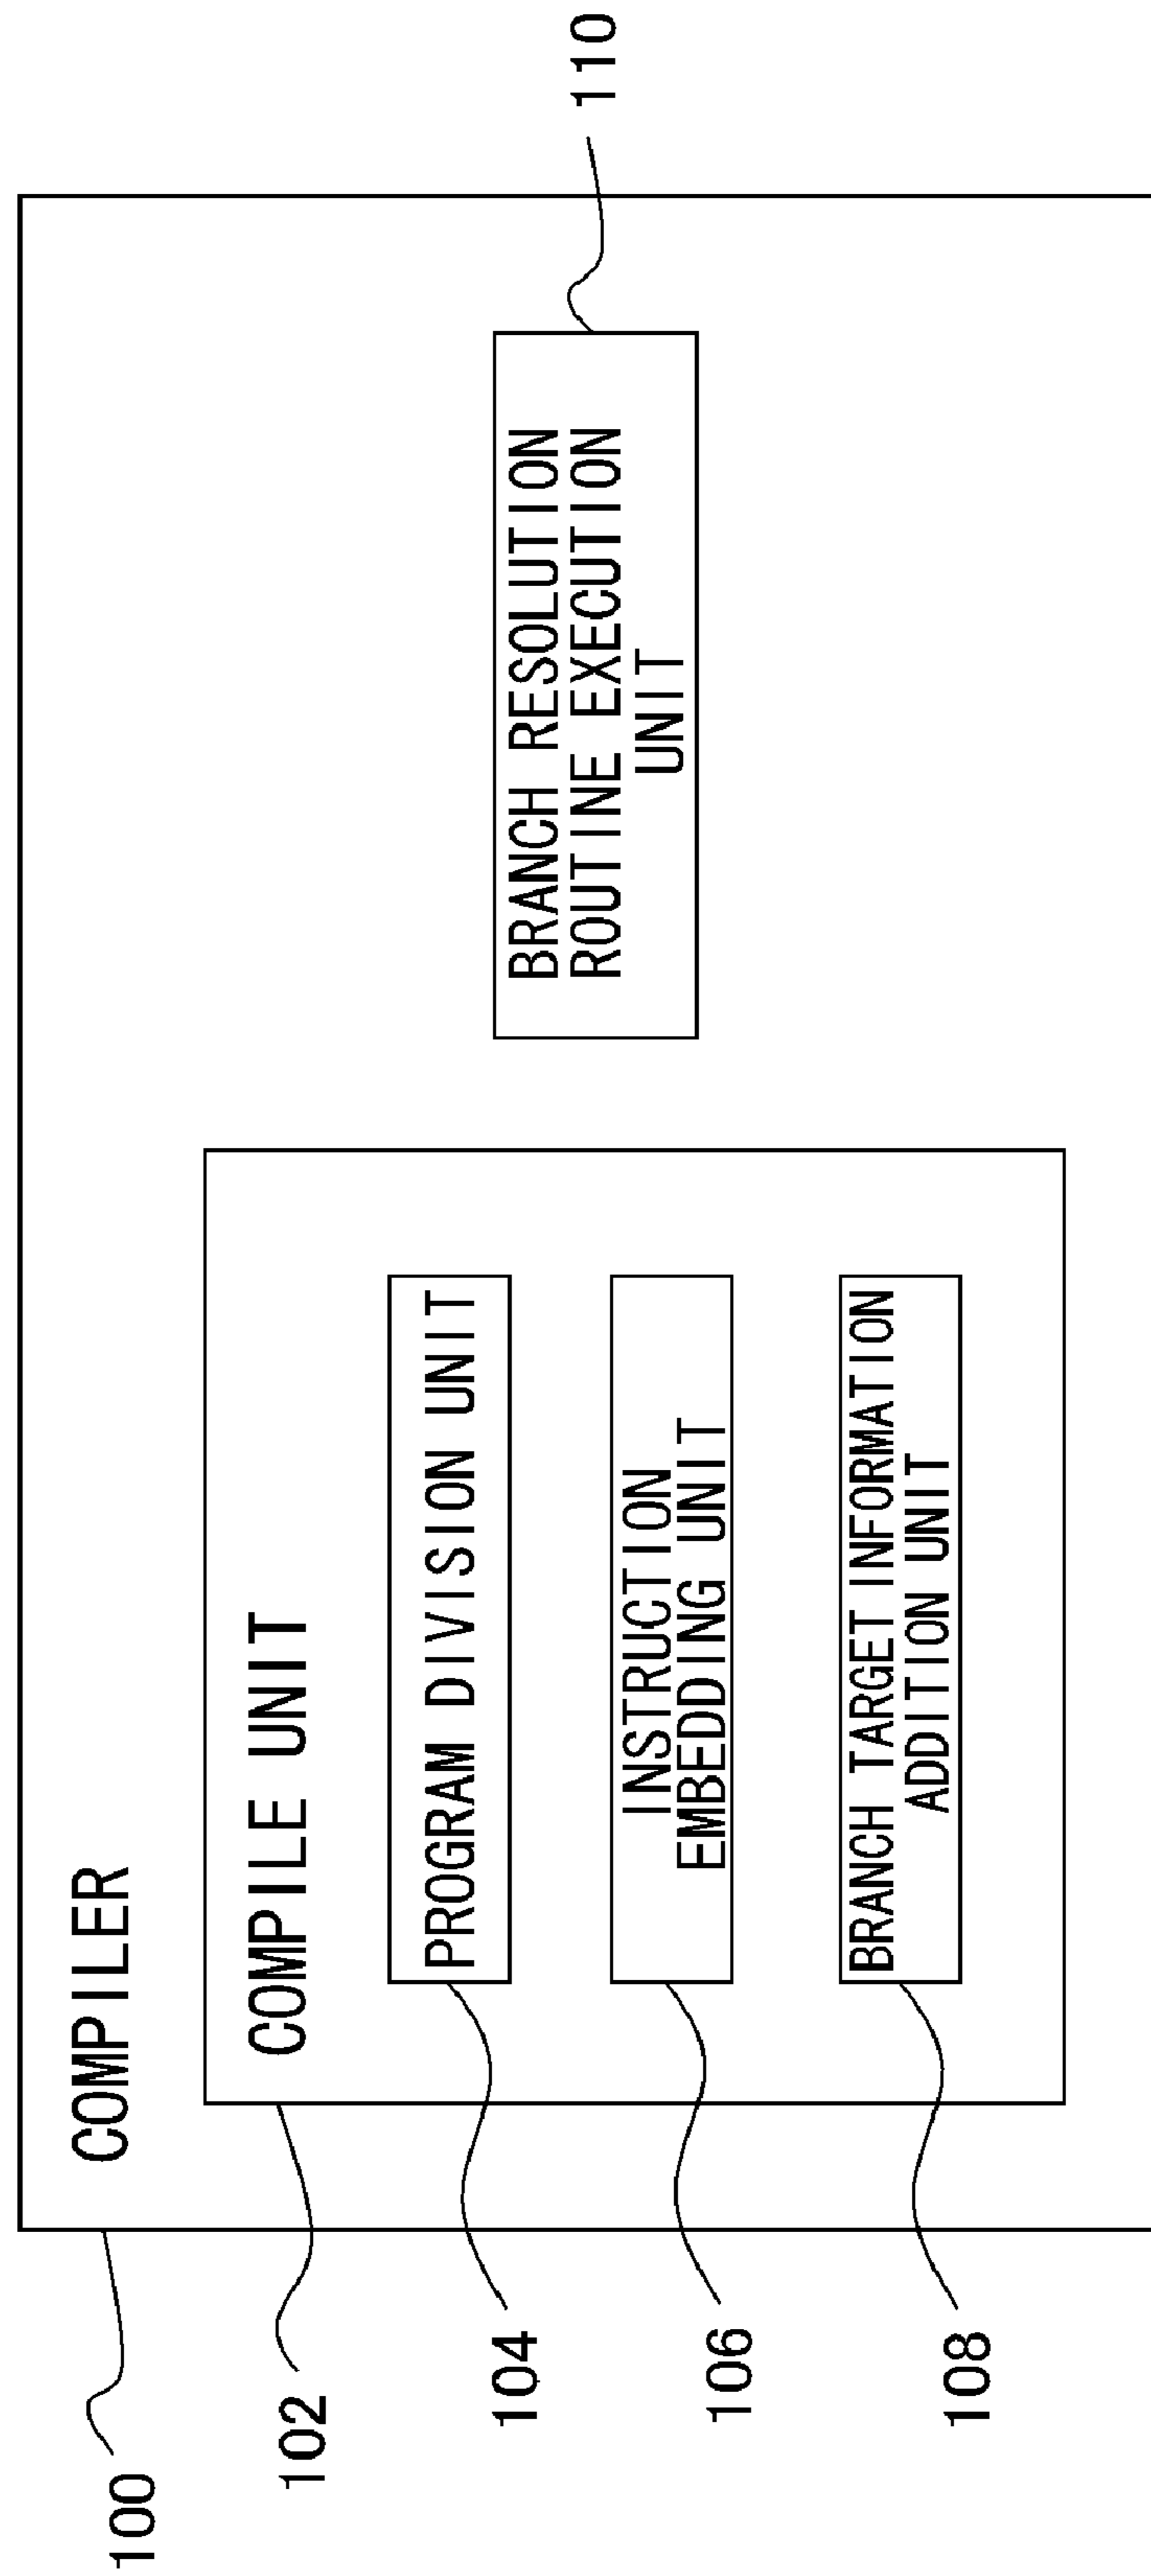 100
COMPILER
102
COMPILE UNIT
104
PROGRAM DIVISION UNIT
106
INSTRUCTION
EMBEDDING UNIT
108
BRANCH TARGET INFORMATION
ADDITION UNIT
BRANCH RESOLUTION
ROUTINE EXECUTION
UNIT
110